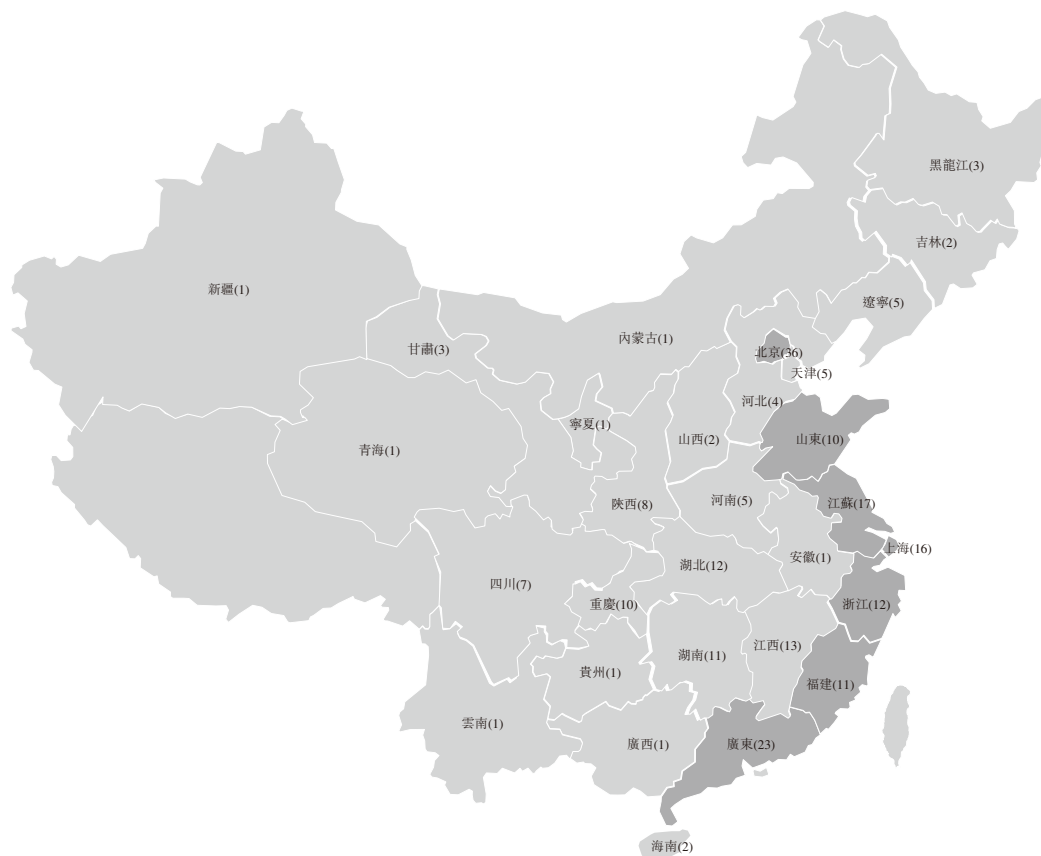 黑龍江(3)
吉林(2)
新疆(1)
遼寧(5)
內蒙古(1)
甘肅(3)
北京(36)
天津(5)
河北(4)
寧夏(1)
山西(2)
山東(10)
青海(1)
河南(5)
陝西(8)
江蘇(17)
上海(16)
安徽(1)
湖北(12)
四川(7)
重慶(10)
浙江(12)
江西(13)
湖南(11)
貴州(1)
福建(11)
雲南(1)
廣西(1)
廣東(23)
海南(2)